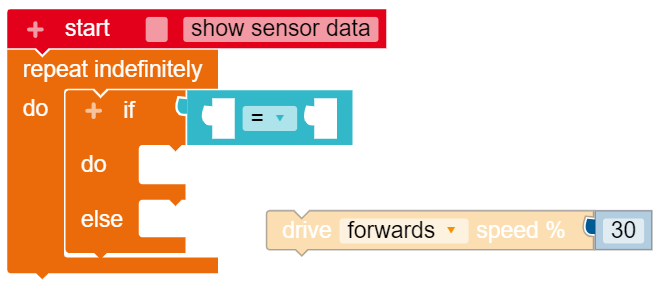 + start show sensor data
repeat indefinitely
do + if = ▾
do
else
drive forwards ▾ speed % 30